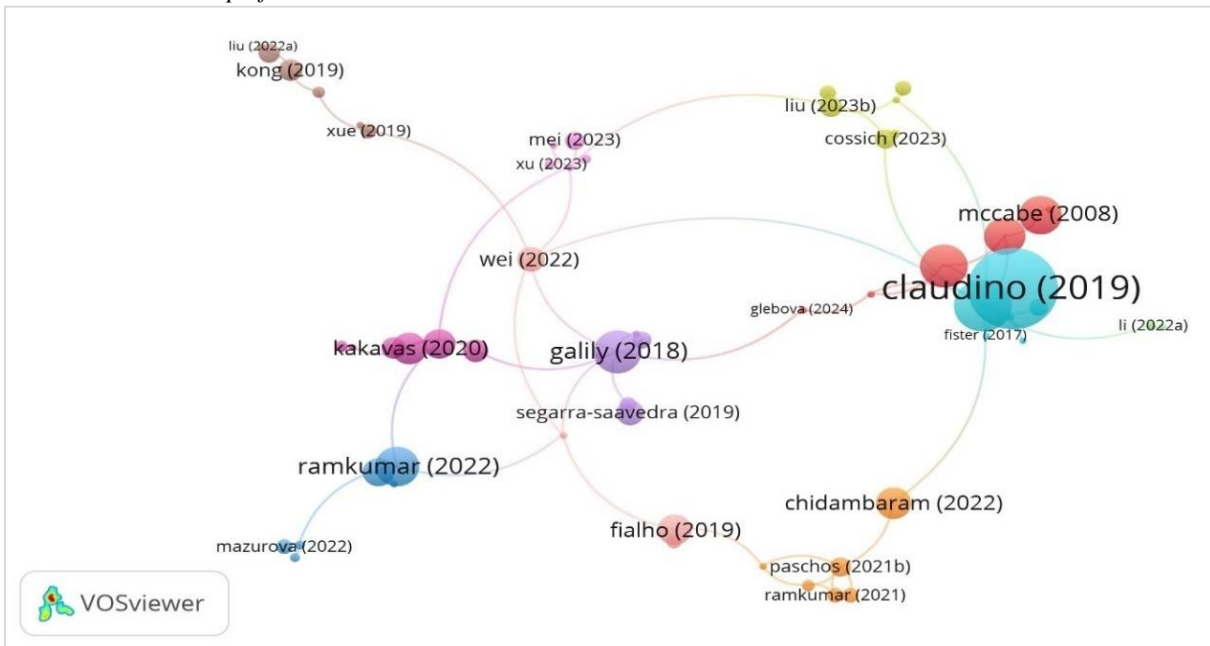 liu (2022a)
kong (2019)
xue (2019)
mei (2023)
xu (2023)
liu (2023b)
cossich (2023)
mccabe (2008)
wei (2022)
claudino (2019)
glebova (2024)
fister (2017)
li (2022a)
kakavas (2020)
galily (2018)
segarra-saavedra (2019)
ramkumar (2022)
chidambaram (2022)
fialho (2019)
mazurova (2022)
paschos (2021b)
ramkumar (2021)
VOSviewer